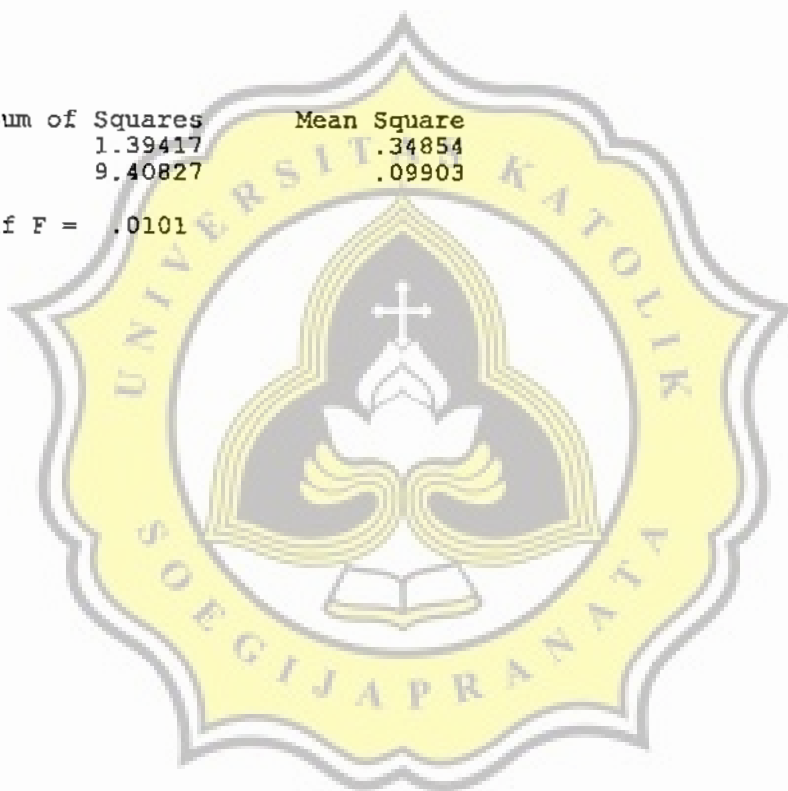 um of Squares Mean Square
1.39417 .34854
9.40827 .09903
f F = .0101
UNIVERSITAS KATOLIK
SOEGIJAPRANATA